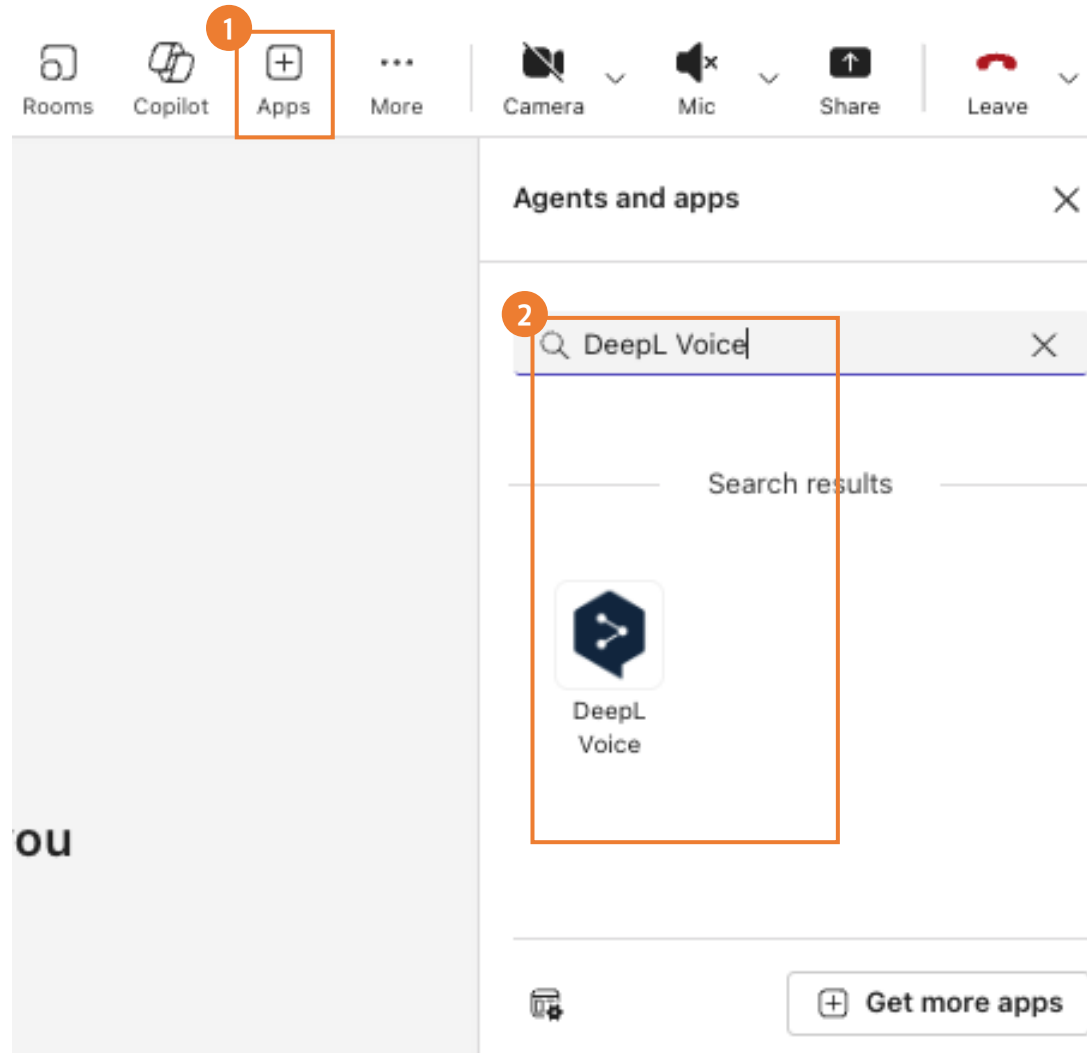 1
Rooms Copilot Apps More Camera Mic Share Leave
Agents and apps
2
DeepL Voice
Search results
DeepL
Voice
ou
Get more apps